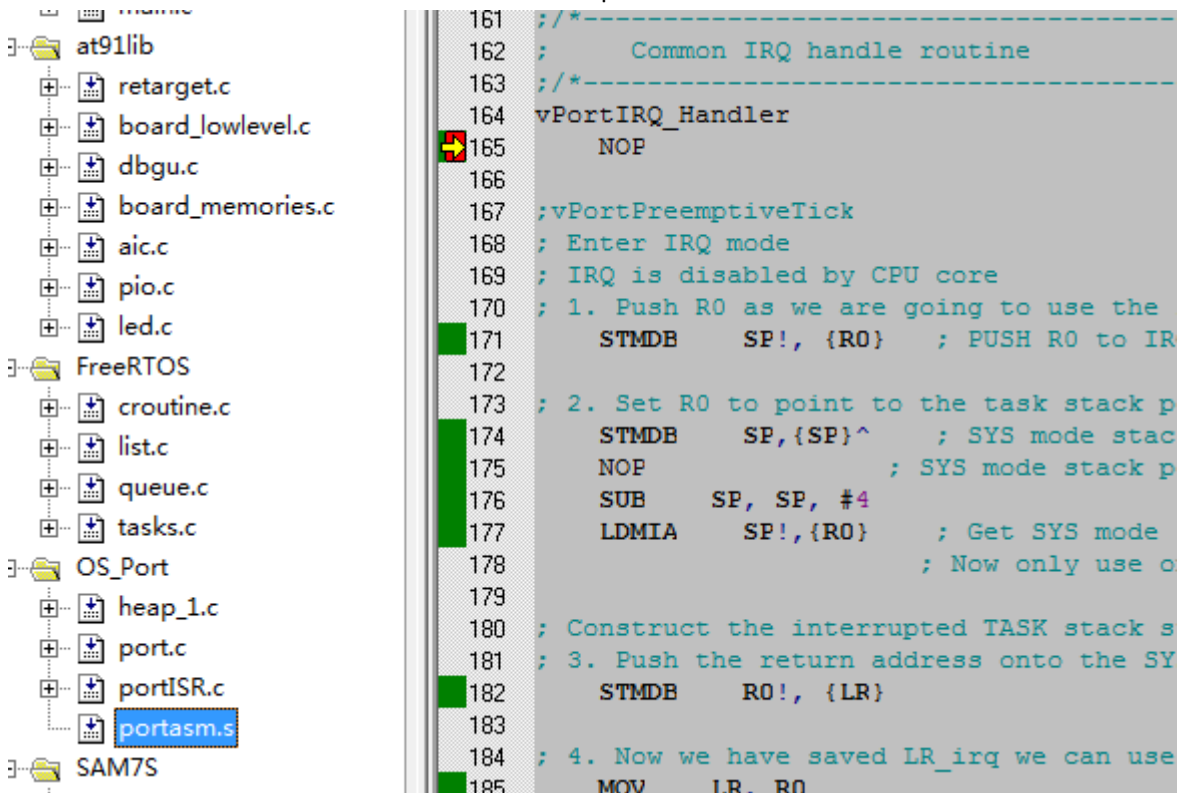 at91lib
retarget.c
board_lowlevel.c
dbgu.c
board_memories.c
aic.c
pio.c
led.c
FreeRTOS
croutine.c
list.c
queue.c
tasks.c
OS_Port
heap_1.c
port.c
portISR.c
portasm.s
SAM7S
161 ;/*-------------------------------------
162 ;     Common IRQ handle routine
163 ;/*-------------------------------------
164 vPortIRQ_Handler
165     NOP
166
167 ;vPortPreemptiveTick
168 ; Enter IRQ mode
169 ; IRQ is disabled by CPU core
170 ; 1. Push R0 as we are going to use the
171     STMDB    SP!, {R0}   ; PUSH R0 to IR
172
173 ; 2. Set R0 to point to the task stack p
174     STMDB    SP,{SP}^    ; SYS mode stac
175     NOP                ; SYS mode stack p
176     SUB    SP, SP, #4
177     LDMIA    SP!,{R0}    ; Get SYS mode
178                          ; Now only use o
179
180 ; Construct the interrupted TASK stack s
181 ; 3. Push the return address onto the SY
182     STMDB    R0!, {LR}
183
184 ; 4. Now we have saved LR_irq we can use
185     MOV    LR, R0